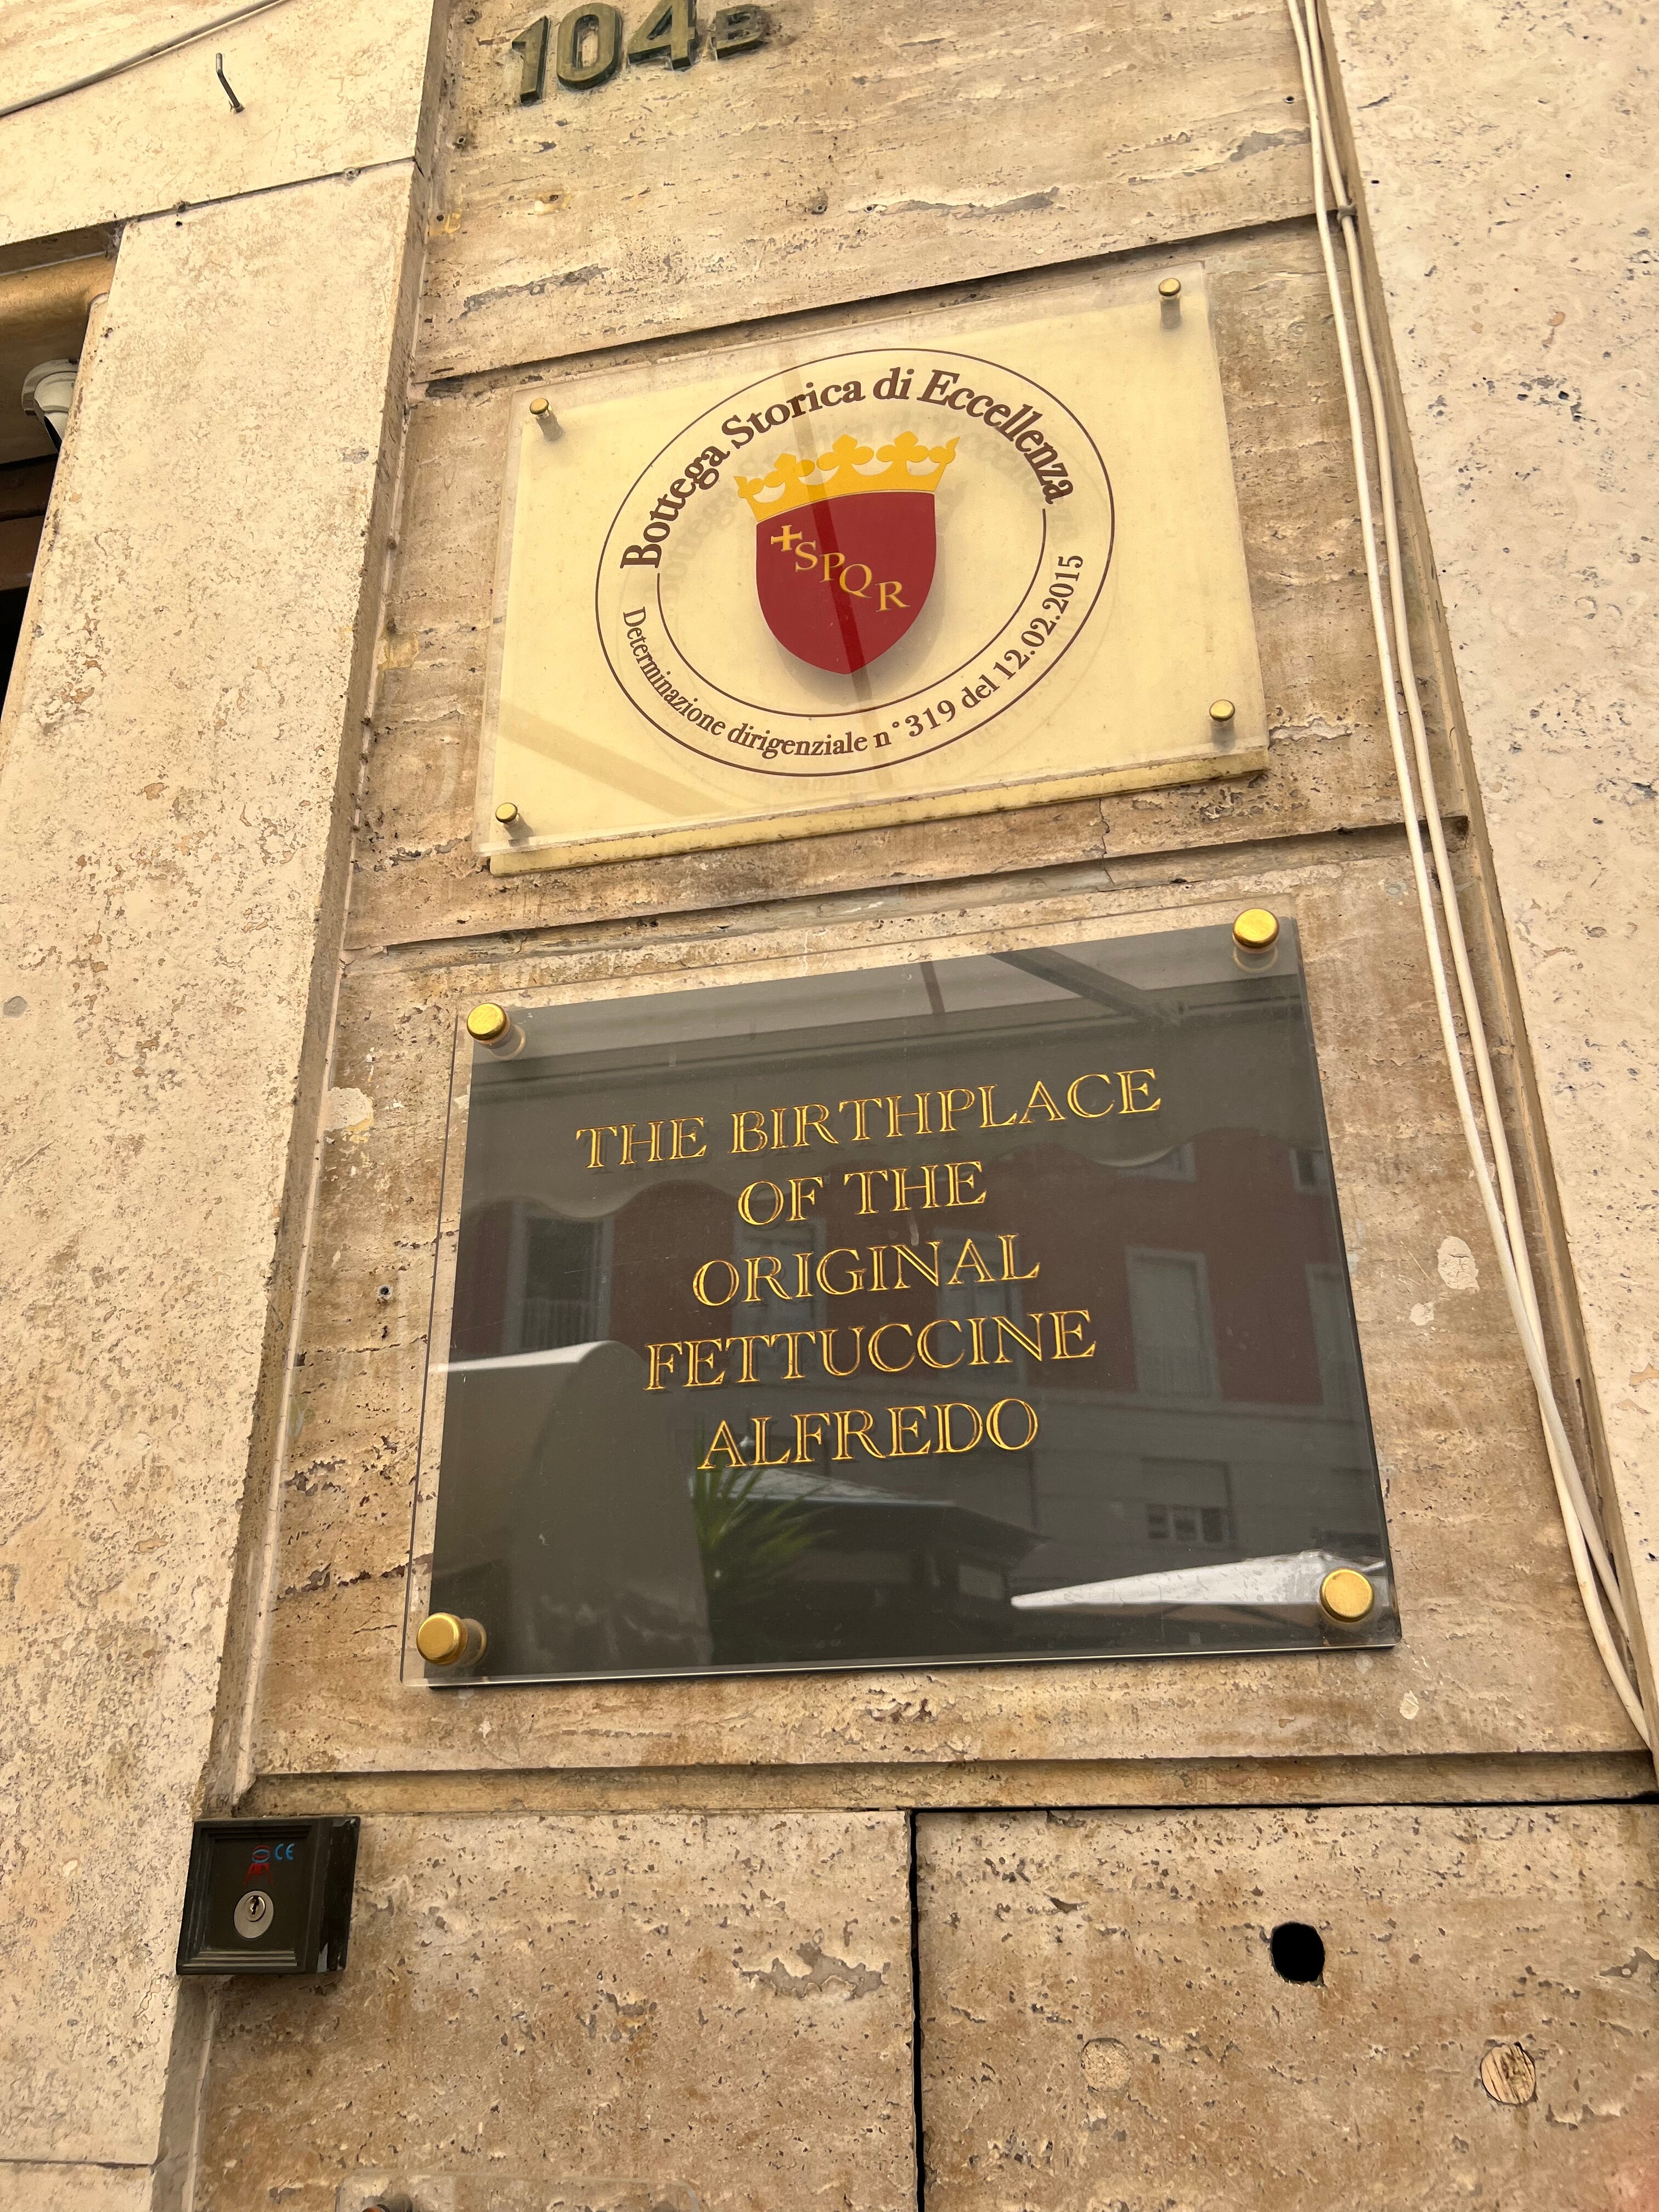 104B
Bottega Storica di Eccellenza
+SPQR
Determinazione dirigenziale n° 319 del 12.02.2015
THE BIRTHPLACE
OF THE
ORIGINAL
FETTUCCINE
ALFREDO
CE